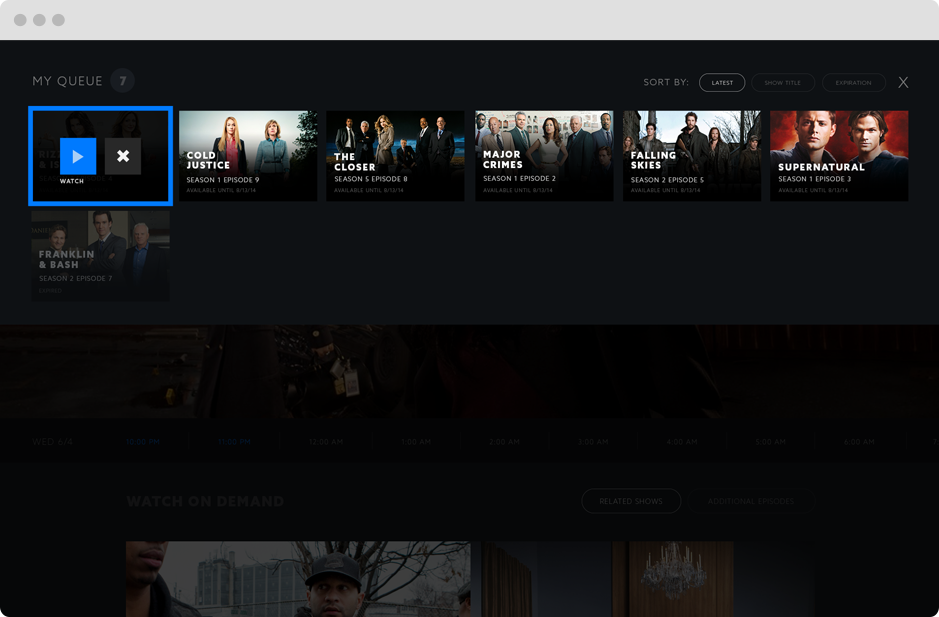 MY QUEUE 7
SORT BY: LATEST SHOW TITLE EXPIRATION X
WATCH
COLD
JUSTICE
SEASON 1 EPISODE 9
AVAILABLE UNTIL 8/12/14
THE
CLOSER
SEASON 5 EPISODE 8
AVAILABLE UNTIL 8/12/14
MAJOR
CRIMES
SEASON 1 EPISODE 2
AVAILABLE UNTIL 8/13/14
FALLING
SKIES
SEASON 2 EPISODE 5
AVAILABLE UNTIL 8/13/14
SUPERNATURAL
SEASON 1 EPISODE 3
AVAILABLE UNTIL 8/13/14
FRANKLIN
& BASH
SEASON 2 EPISODE 7
EXPIRED
WED 6/4 10:00 PM 11:00 PM 12:00 AM 1:00 AM 2:00 AM 3:00 AM 4:00 AM 5:00 AM 6:00 AM
WATCH ON DEMAND
RELATED SHOWS ADDITIONAL EPISODES